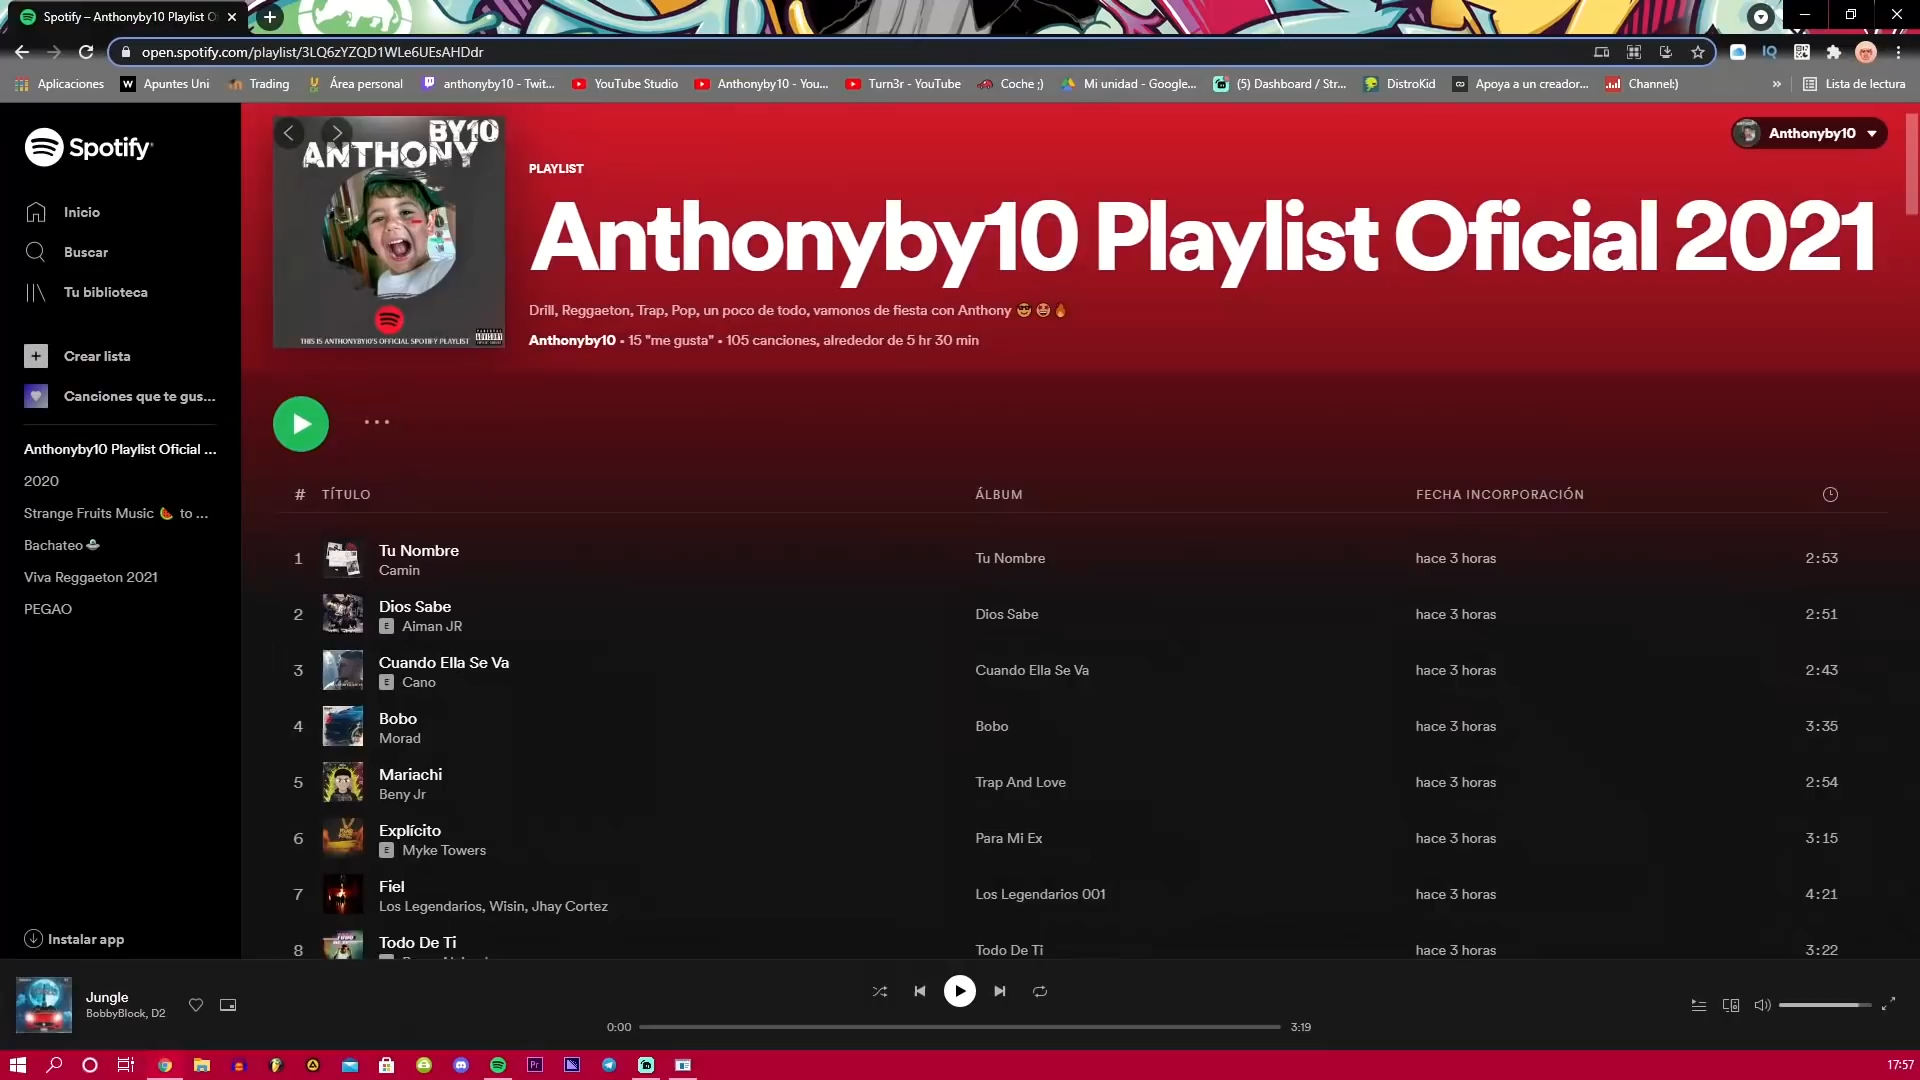 Spotify – Anthonyby10 Playlist O
open.spotify.com/playlist/3LQ6zYZQD1WLe6UEsAHDdr
Aplicaciones
Apuntes Uni
Trading
Área personal
anthonyby10 - Twit...
YouTube Studio
Anthonyby10 - You...
Turn3r - YouTube
Coche ;)
Mi unidad - Google...
(5) Dashboard / Str...
DistroKid
Apoya a un creador...
Channel:)
»
Lista de lectura
Spotify
Inicio
Buscar
Tu biblioteca
Crear lista
Canciones que te gus...
Anthonyby10 Playlist Oficial ...
2020
Strange Fruits Music 🍉 to ...
Bachateo 🛸
Viva Reggaeton 2021
PEGAO
Instalar app
BY10
ANTHONY
THIS IS ANTHONYBY10'S OFFICIAL SPOTIFY PLAYLIST
Anthonyby10
PLAYLIST
Anthonyby10 Playlist Oficial 2021
Drill, Reggaeton, Trap, Pop, un poco de todo, vamonos de fiesta con Anthony 😎🤩🔥
Anthonyby10 • 15 "me gusta" • 105 canciones, alrededor de 5 hr 30 min
# TÍTULO ÁLBUM FECHA INCORPORACIÓN
1 Tu Nombre Tu Nombre hace 3 horas 2:53
Camin
2 Dios Sabe Dios Sabe hace 3 horas 2:51
E Aiman JR
3 Cuando Ella Se Va Cuando Ella Se Va hace 3 horas 2:43
E Cano
4 Bobo Bobo hace 3 horas 3:35
Morad
5 Mariachi Trap And Love hace 3 horas 2:54
Beny Jr
6 Explícito Para Mi Ex hace 3 horas 3:15
E Myke Towers
7 Fiel Los Legendarios 001 hace 3 horas 4:21
Los Legendarios, Wisin, Jhay Cortez
8 Todo De Ti Todo De Ti hace 3 horas 3:22
Jungle
BobbyBlock, D2
0:00
3:19
17:57